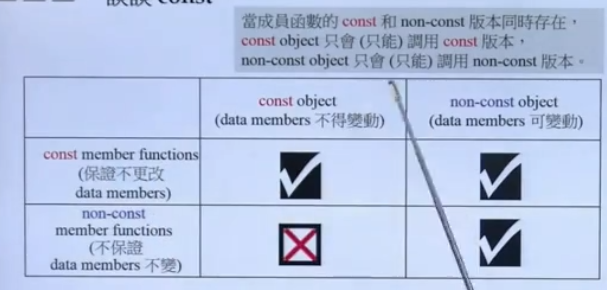 談談 const
當成員函數的 const 和 non-const 版本同時存在，
const object 只會 (只能) 調用 const 版本，
non-const object 只會 (只能) 調用 non-const 版本。
const object
(data members 不得變動)
non-const object
(data members 可變動)
const member functions
(保證不更改
data members)
non-const
member functions
(不保證
data members 不變)